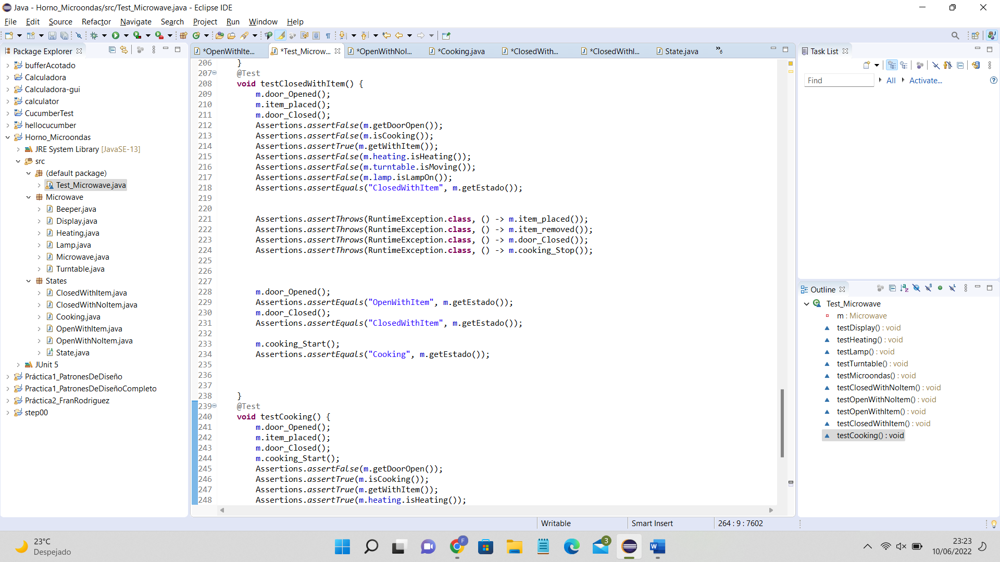 Java - Horno_Microondas/src/Test_Microwave.java - Eclipse IDE
File Edit Source Refactor Navigate Search Project Run Window Help
Package Explorer
bufferAcotado
Calculadora
Calculadora-gui
calculator
CucumberTest
hellocucumber
Horno_Microondas
JRE System Library [JavaSE-13]
src
(default package)
Test_Microwave.java
Microwave
Beeper.java
Display.java
Heating.java
Lamp.java
Microwave.java
Turntable.java
States
ClosedWithItem.java
ClosedWithNoItem.java
Cooking.java
OpenWithItem.java
OpenWithNoItem.java
State.java
JUnit 5
Práctica1_PatronesDeDiseño
Practica1_PatronesDeDiseñoCompleto
Práctica2_FranRodriguez
step00
*OpenWithIte... *Test_Microw... *OpenWithNoI... *Cooking.java *ClosedWith... *ClosedWithI... State.java »6
206 }
207 @Test
208 void testClosedWithItem() {
209 m.door_Opened();
210 m.item_placed();
211 m.door_Closed();
212 Assertions.assertFalse(m.getDoorOpen());
213 Assertions.assertFalse(m.isCooking());
214 Assertions.assertTrue(m.getWithItem());
215 Assertions.assertFalse(m.heating.isHeating());
216 Assertions.assertFalse(m.turntable.isMoving());
217 Assertions.assertFalse(m.lamp.isLampOn());
218 Assertions.assertEquals("ClosedWithItem", m.getEstado());
219
220
221 Assertions.assertThrows(RuntimeException.class, () -> m.item_placed());
222 Assertions.assertThrows(RuntimeException.class, () -> m.item_removed());
223 Assertions.assertThrows(RuntimeException.class, () -> m.door_Closed());
224 Assertions.assertThrows(RuntimeException.class, () -> m.cooking_Stop());
225
226
227
228 m.door_Opened();
229 Assertions.assertEquals("OpenWithItem", m.getEstado());
230 m.door_Closed();
231 Assertions.assertEquals("ClosedWithItem", m.getEstado());
232
233 m.cooking_Start();
234 Assertions.assertEquals("Cooking", m.getEstado());
235
236
237
238 }
239 @Test
240 void testCooking() {
241 m.door_Opened();
242 m.item_placed();
243 m.door_Closed();
244 m.cooking_Start();
245 Assertions.assertFalse(m.getDoorOpen());
246 Assertions.assertTrue(m.isCooking());
247 Assertions.assertTrue(m.getWithItem());
248 Assertions.assertTrue(m.heating.isHeating());
Task List
Find All Activate...
Outline
Test_Microwave
m : Microwave
testDisplay() : void
testHeating() : void
testLamp() : void
testTurntable() : void
testMicroondas() : void
testClosedWithNoItem() : void
testOpenWithNoItem() : void
testOpenWithItem() : void
testClosedWithItem() : void
testCooking() : void
Writable Smart Insert 264 : 9 : 7602
23°C
Despejado
F
3
23:23
10/06/2022